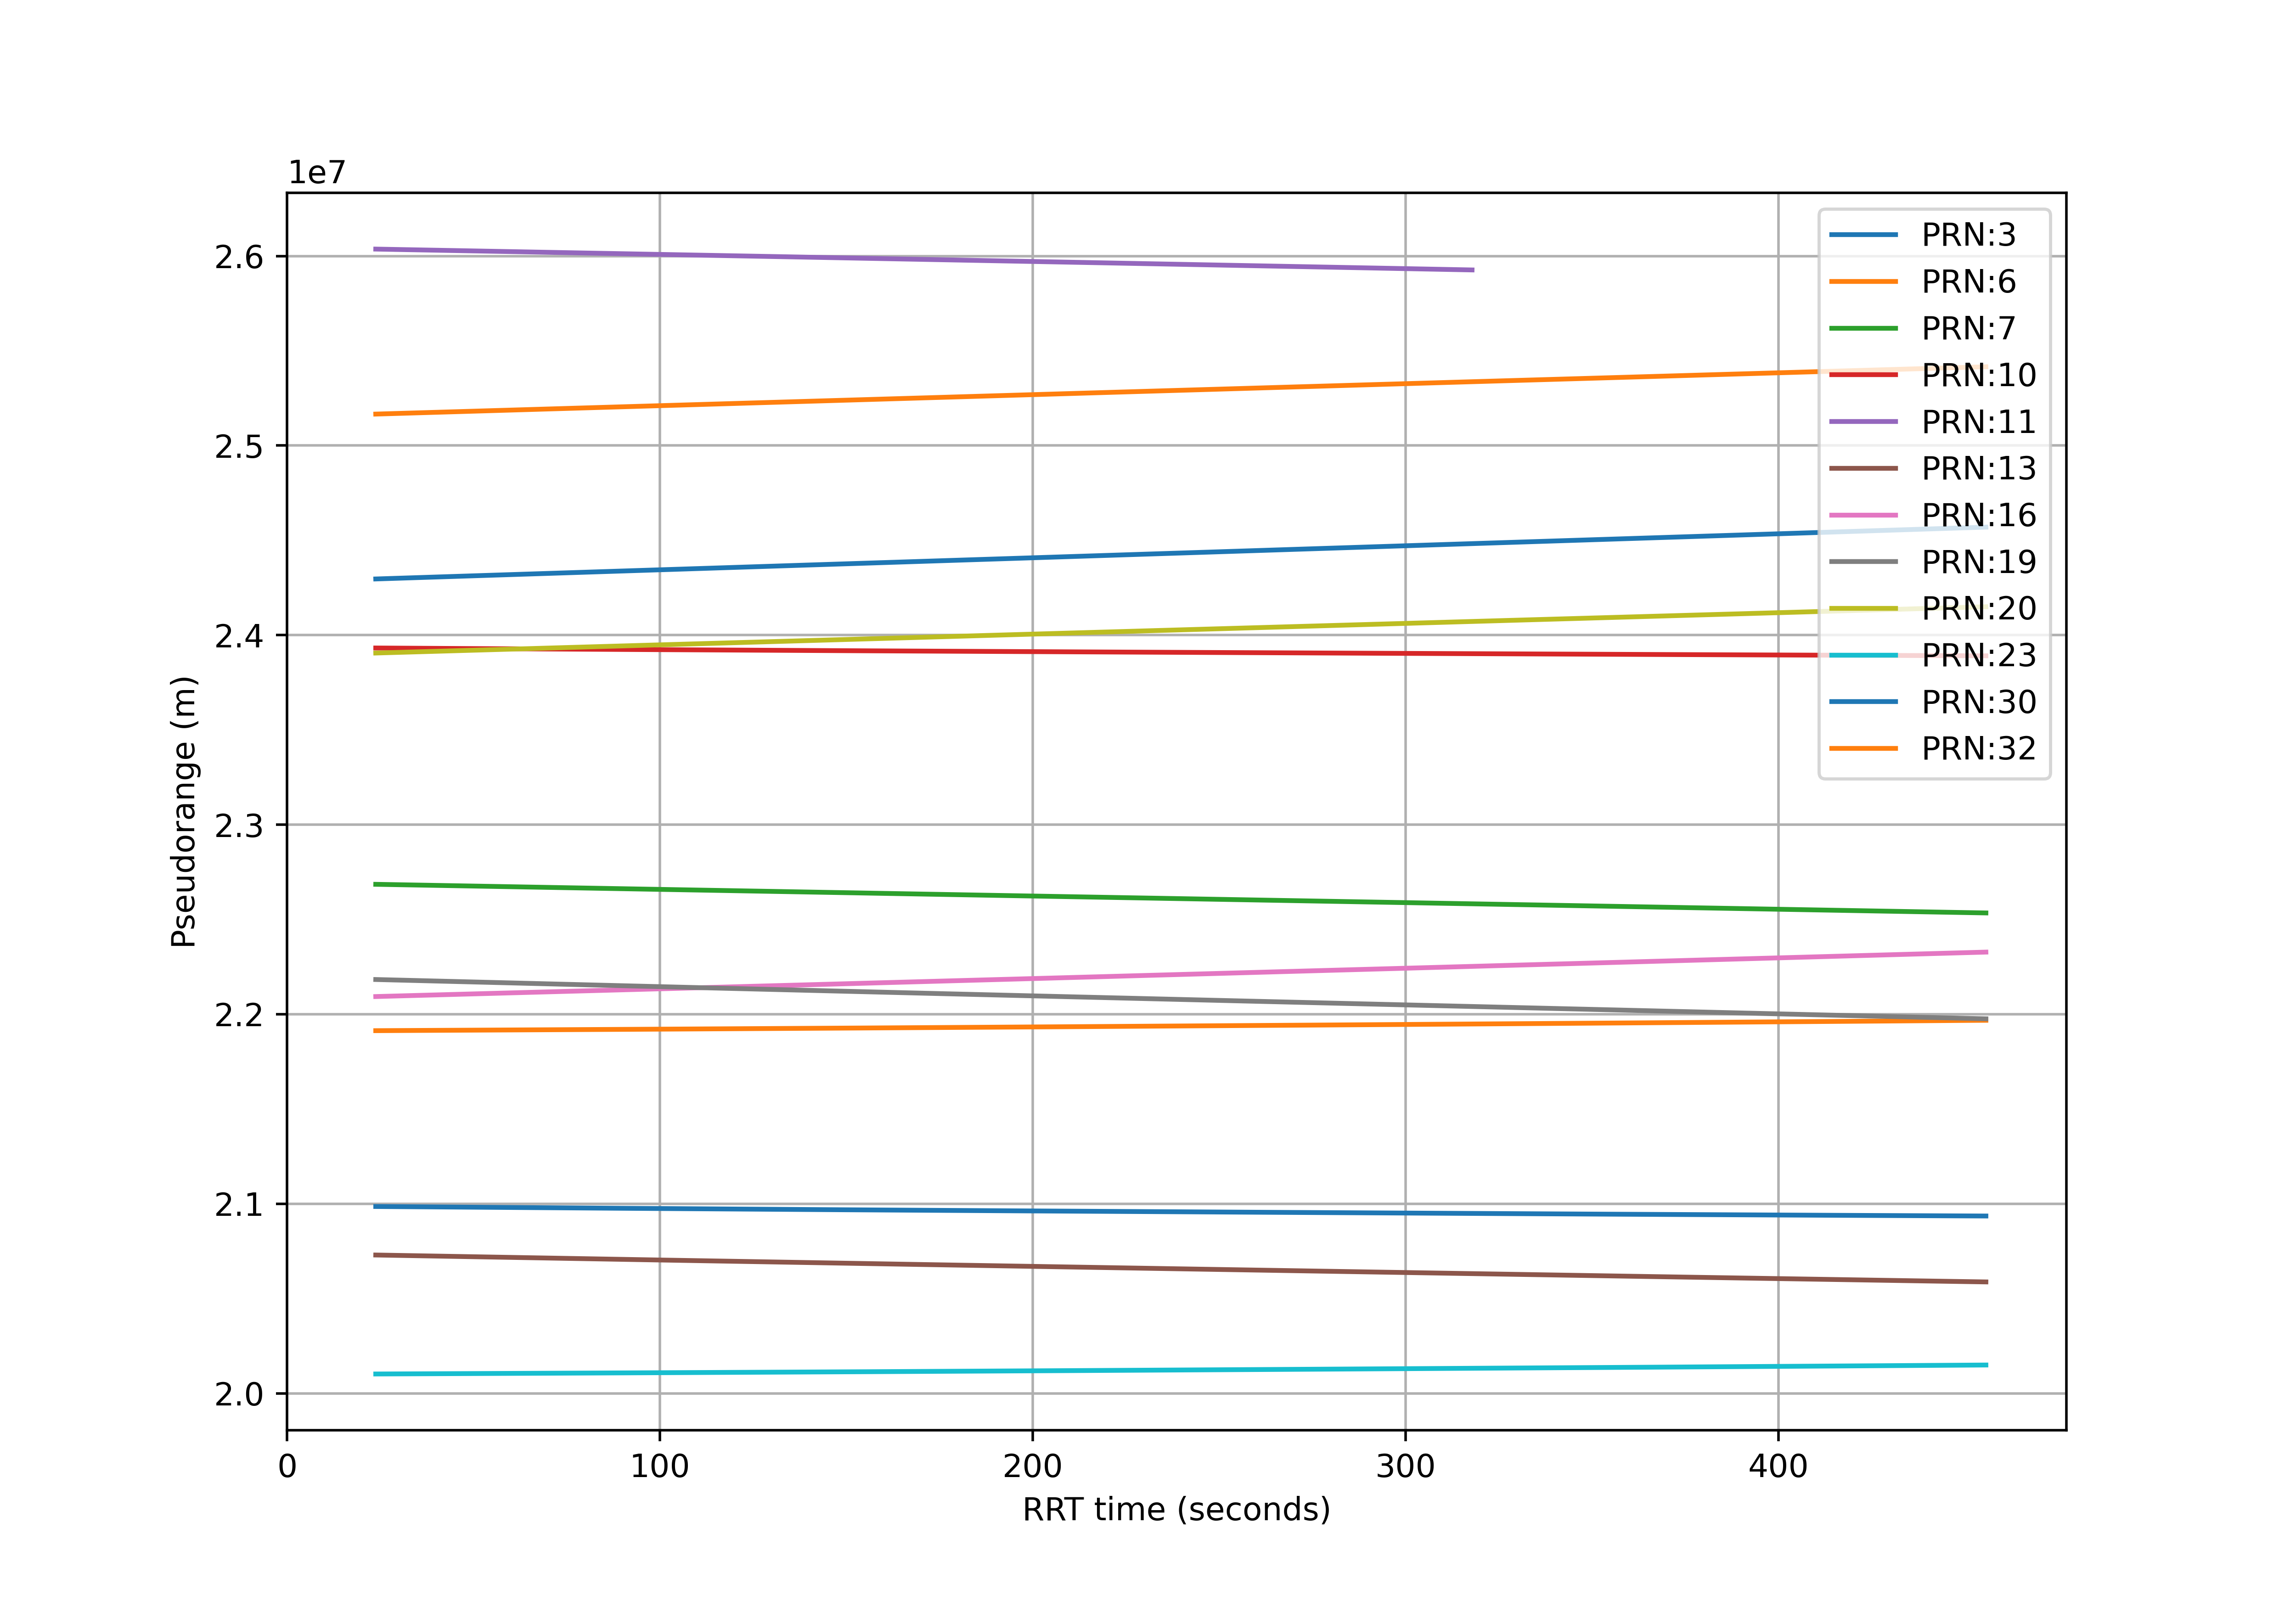 1e7
2.6
2.5
2.4
2.3
2.2
2.1
2.0
Pseudorange (m)
0 100 200 300 400
RRT time (seconds)
PRN:3
PRN:6
PRN:7
PRN:10
PRN:11
PRN:13
PRN:16
PRN:19
PRN:20
PRN:23
PRN:30
PRN:32